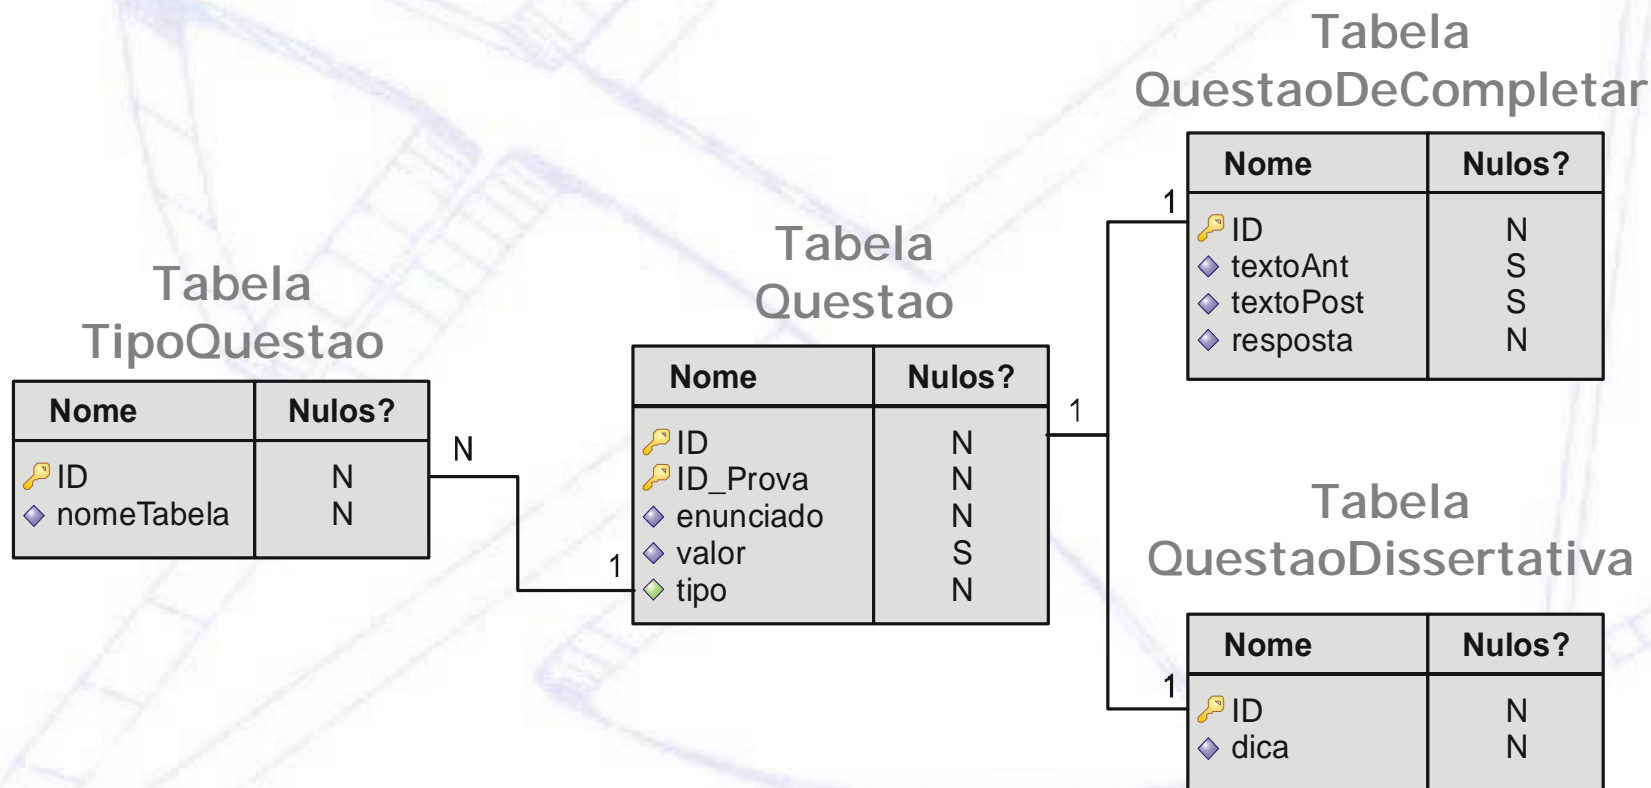 Tabela
TipoQuestao
Nome Nulos?
ID N
nomeTabela N
N
1
Tabela
Questao
Nome Nulos?
ID N
ID_Prova N
enunciado N
valor S
tipo N
1
Tabela
QuestaoDeCompletar
1
Nome Nulos?
ID N
textoAnt S
textoPost S
resposta N
Tabela
QuestaoDissertativa
1
Nome Nulos?
ID N
dica N